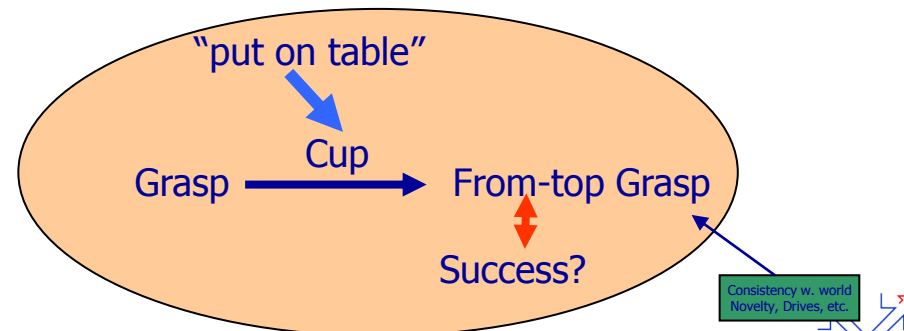 “put on table”
Cup
Grasp
From-top Grasp
Success?
Consistency w. world
Novelty, Drives, etc.